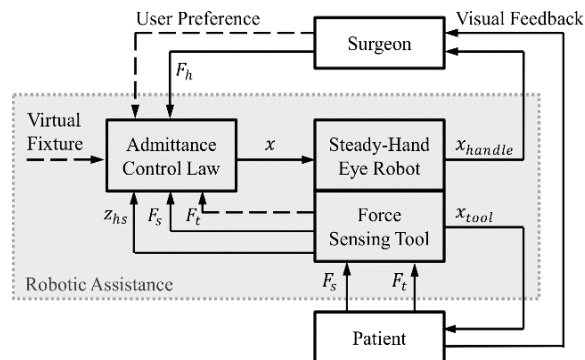 User Preference
Visual Feedback
Surgeon
F_h
Virtual
Fixture
Admittance
Control Law
x
Steady-Hand
Eye Robot
x_handle
z_hs
F_s
F_t
Force
Sensing Tool
x_tool
Robotic Assistance
F_s
F_t
Patient